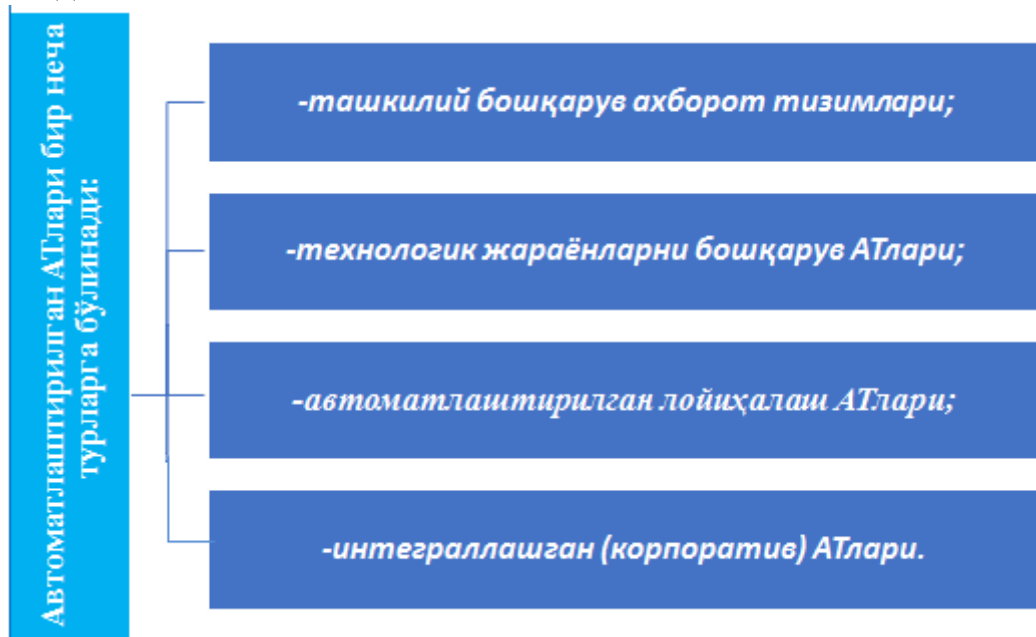 Автоматлаштирилган АТлари бир неча
турларга бўлинади:
-ташкилий бошқарув ахборот тизимлари;
-технологик жараёнларни бошқарув АТлари;
-автоматлаштирилган лойиҳалаш АТлари;
-интеграллашган (корпоратив) АТлари.